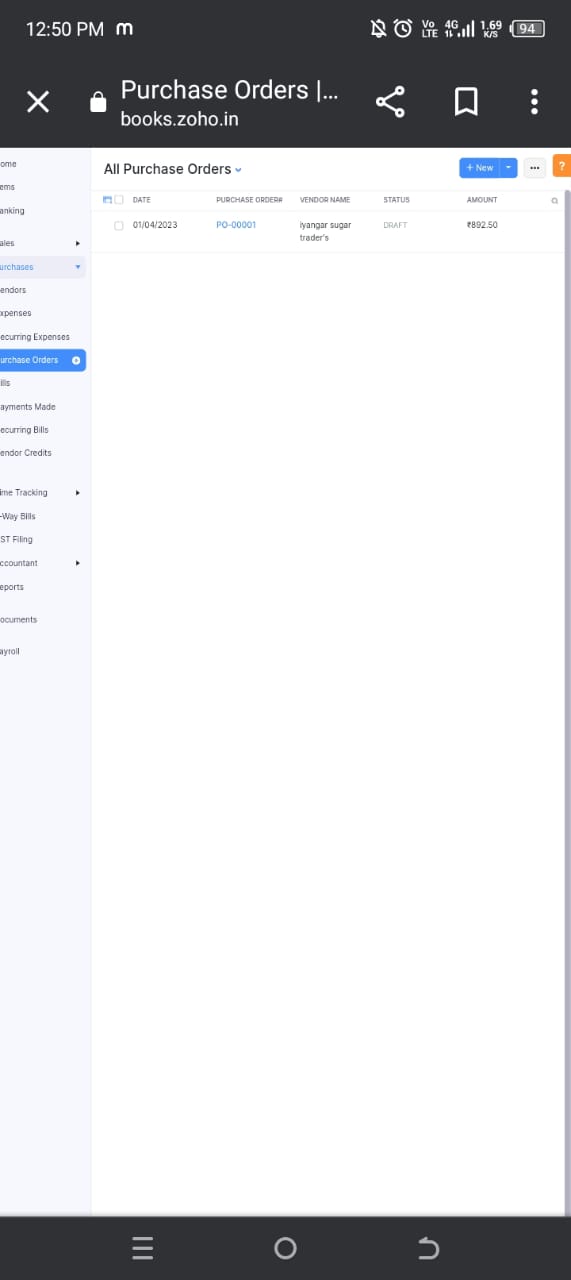 12:50 PM m
Vo LTE 4G 1.69 K/S 94
Purchase Orders |...
books.zoho.in
ome
ems
anking
ales
urchases
endors
xpenses
ecurring Expenses
urchase Orders
ills
ayments Made
ecurring Bills
endor Credits
ime Tracking
-Way Bills
ST Filing
ccountant
eports
ocuments
ayroll
All Purchase Orders
+ New
...
?
DATE PURCHASE ORDER# VENDOR NAME STATUS AMOUNT
01/04/2023 PO-00001 iyangar sugar DRAFT ₹892.50
trader's